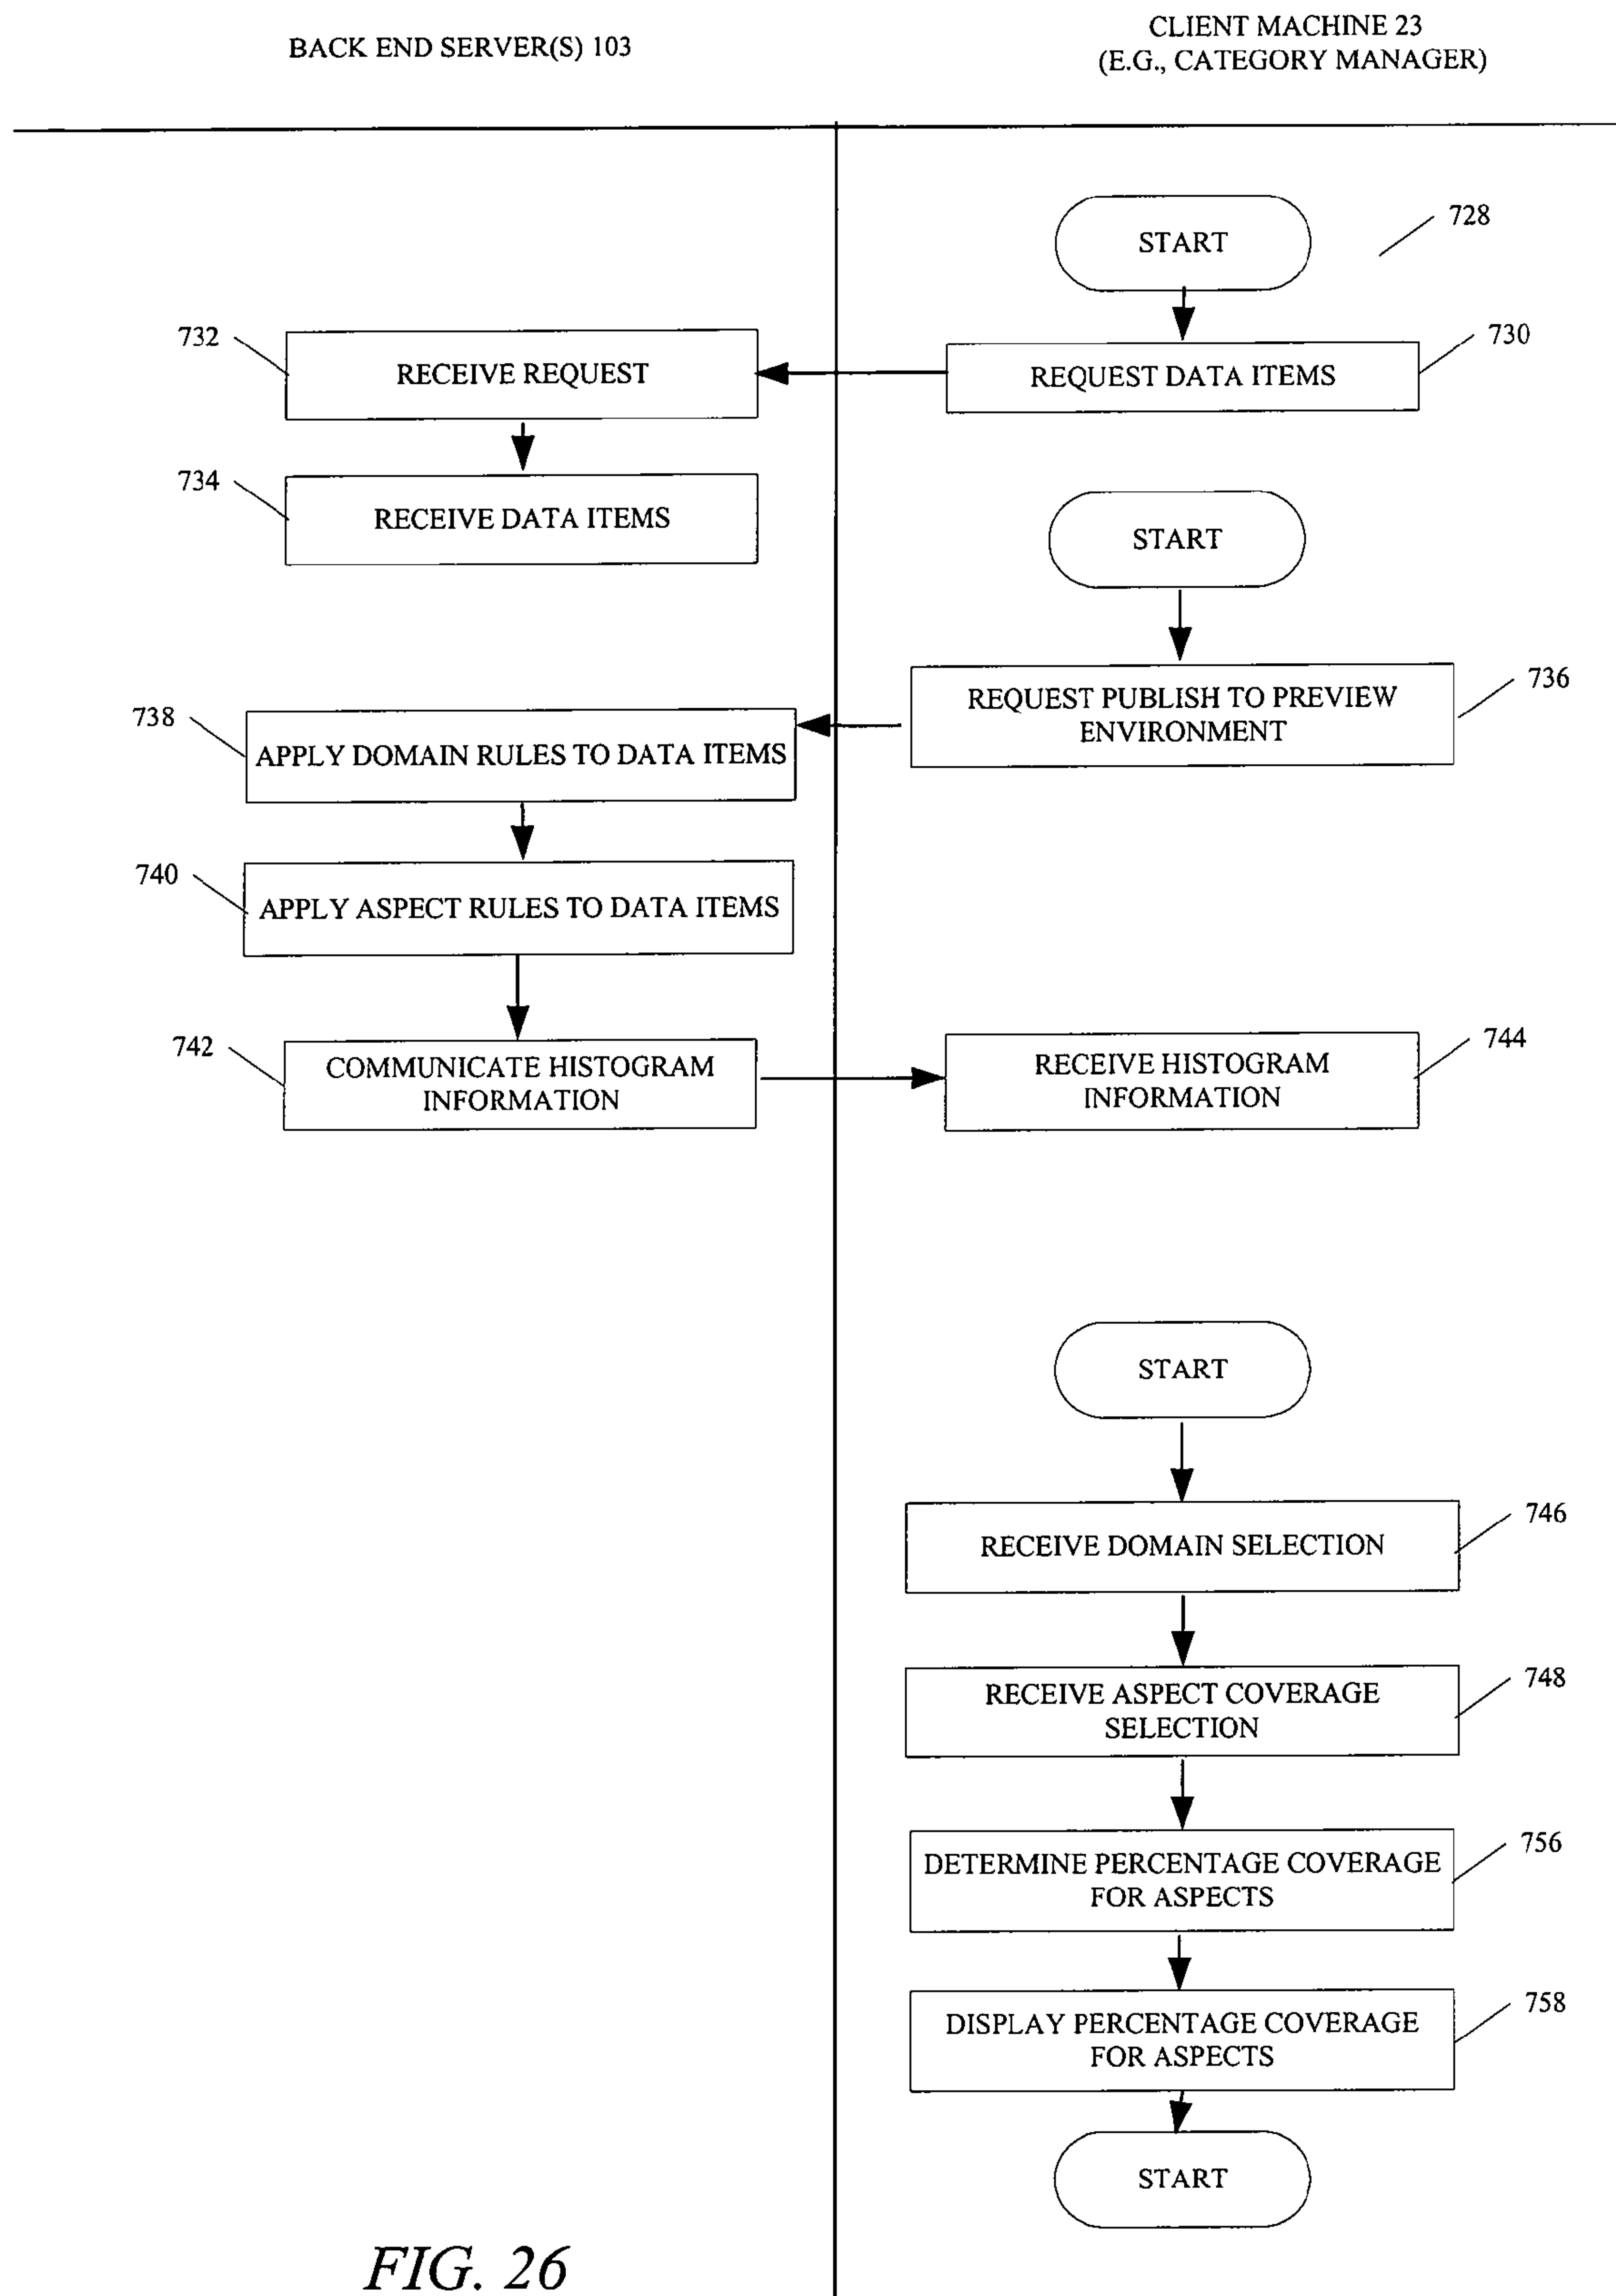 BACK END SERVER(S) 103
CLIENT MACHINE 23
(E.G., CATEGORY MANAGER)
START
728
732
RECEIVE REQUEST
REQUEST DATA ITEMS
730
734
RECEIVE DATA ITEMS
START
736
REQUEST PUBLISH TO PREVIEW
ENVIRONMENT
738
APPLY DOMAIN RULES TO DATA ITEMS
740
APPLY ASPECT RULES TO DATA ITEMS
742
COMMUNICATE HISTOGRAM
INFORMATION
RECEIVE HISTOGRAM
INFORMATION
744
START
746
RECEIVE DOMAIN SELECTION
748
RECEIVE ASPECT COVERAGE
SELECTION
756
DETERMINE PERCENTAGE COVERAGE
FOR ASPECTS
758
DISPLAY PERCENTAGE COVERAGE
FOR ASPECTS
START
FIG. 26